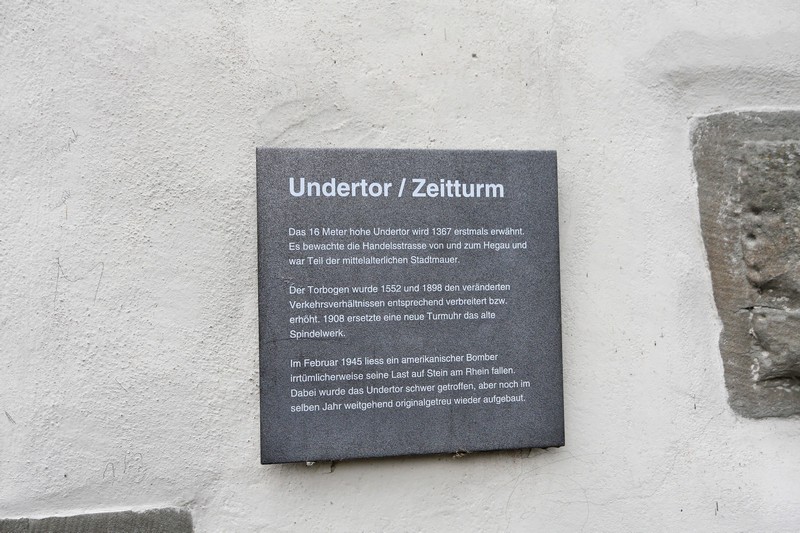 Undertor / Zeitturm
Das 16 Meter hohe Undertor wird 1367 erstmals erwähnt.
Es bewachte die Handelsstrasse von und zum Hegau und
war Teil der mittelalterlichen Stadtmauer.
Der Torbogen wurde 1552 und 1898 den veränderten
Verkehrsverhältnissen entsprechend verbreitert bzw.
erhöht. 1908 ersetzte eine neue Turmuhr das alte
Spindelwerk.
Im Februar 1945 liess ein amerikanischer Bomber
irrtümlicherweise seine Last auf Stein am Rhein fallen.
Dabei wurde das Undertor schwer getroffen, aber noch im
selben Jahr weitgehend originalgetreu wieder aufgebaut.